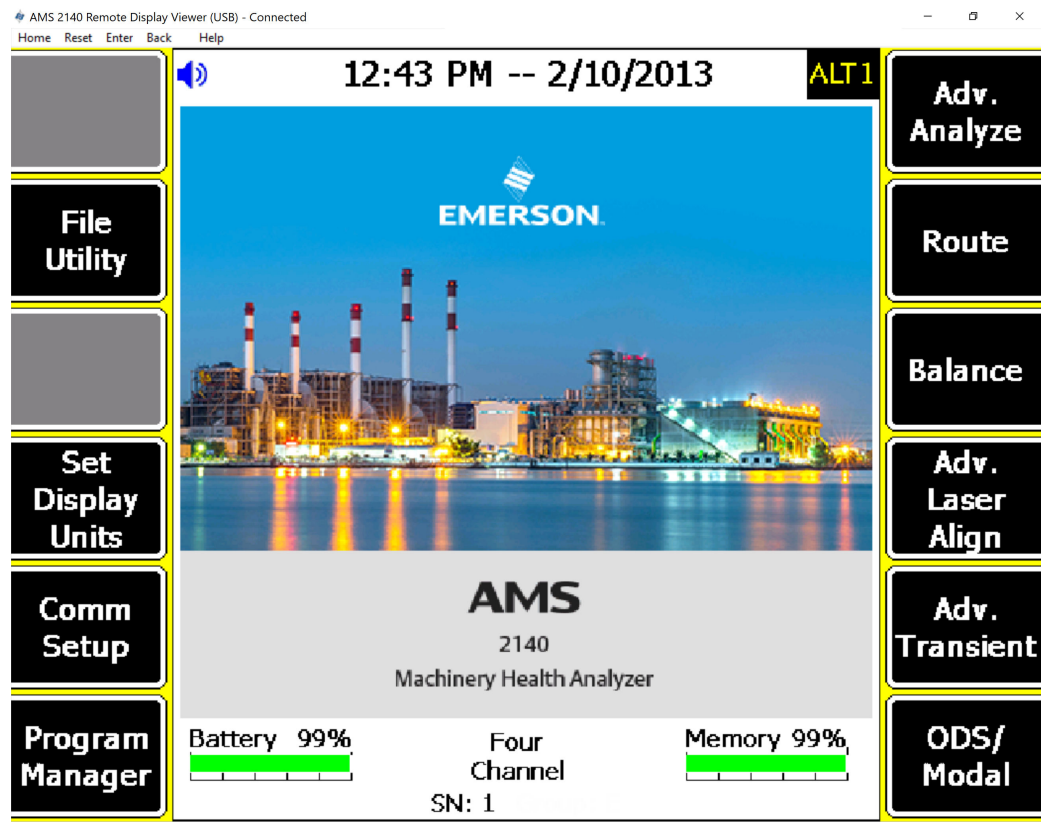 AMS 2140 Remote Display Viewer (USB) - Connected
Home Reset Enter Back Help
12:43 PM -- 2/10/2013
ALT1
File
Utility
Set
Display
Units
Comm
Setup
Program
Manager
EMERSON.
AMS
2140
Machinery Health Analyzer
Battery 99%
Four
Channel
SN: 1
Memory 99%
Adv.
Analyze
Route
Balance
Adv.
Laser
Align
Adv.
Transient
ODS/
Modal